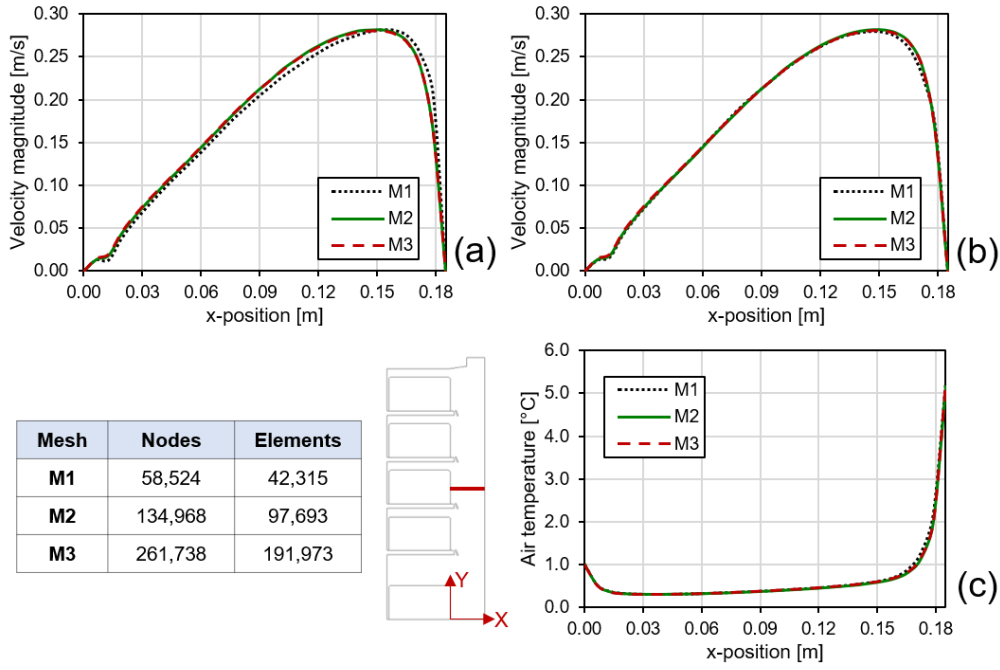 Velocity magnitude [m/s]
0.30
0.25
0.20
0.15
0.10
0.05
0.00
0.00 0.03 0.06 0.09 0.12 0.15 0.18
x-position [m]
M1
M2
M3
(a)
Velocity magnitude [m/s]
0.30
0.25
0.20
0.15
0.10
0.05
0.00
0.00 0.03 0.06 0.09 0.12 0.15 0.18
x-position [m]
M1
M2
M3
(b)
Mesh Nodes Elements
M1 58,524 42,315
M2 134,968 97,693
M3 261,738 191,973
Y
X
Air temperature [°C]
6.0
5.0
4.0
3.0
2.0
1.0
0.0
0.00 0.03 0.06 0.09 0.12 0.15 0.18
x-position [m]
M1
M2
M3
(c)